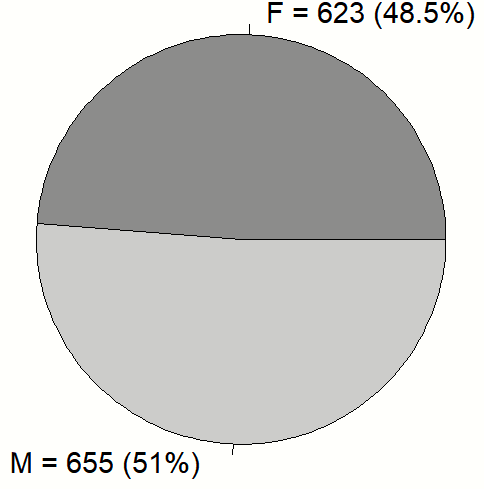 F = 623 (48.5%)
M = 655 (51%)